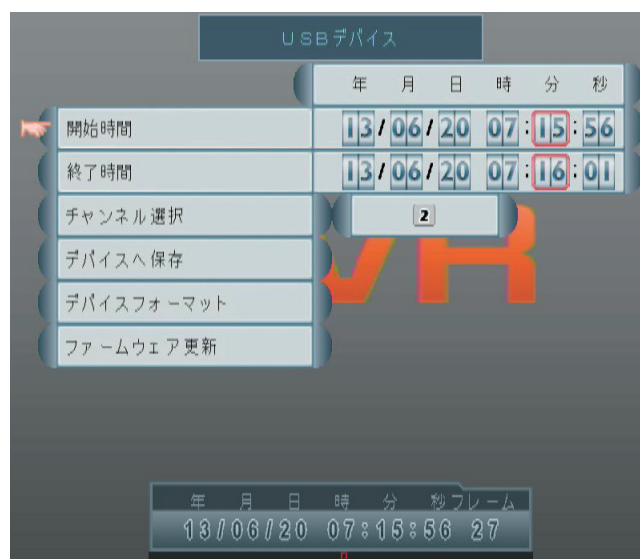 USBデバイス
年 月 日 時 分 秒
開始時間 13/06/20 07:15:56
終了時間 13/06/20 07:16:01
チャンネル選択 2
デバイスへ保存
デバイスフォーマット
ファームウェア更新
VR
年 月 日 時 分 秒 フレーム
13/06/20 07:15:56 27